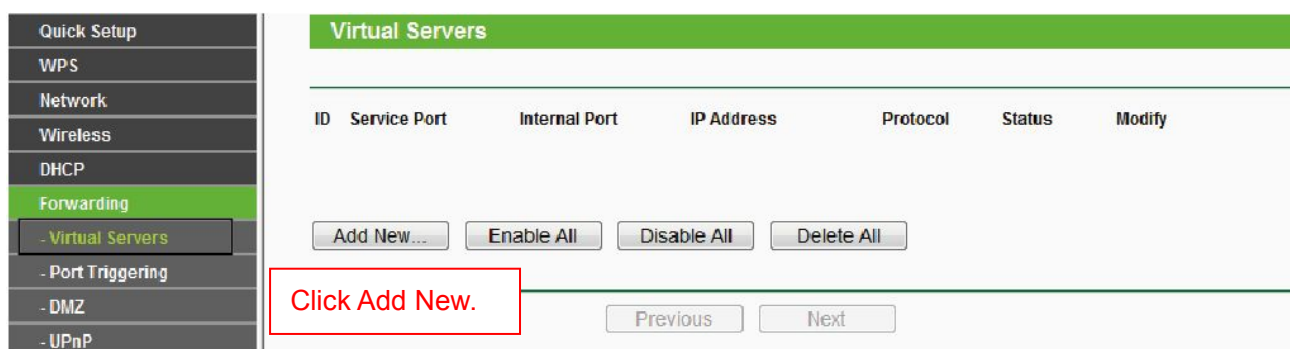 Quick Setup
WPS
Network
Wireless
DHCP
Forwarding
- Virtual Servers
- Port Triggering
- DMZ
- UPnP
Virtual Servers
ID Service Port Internal Port IP Address Protocol Status Modify
Add New... Enable All Disable All Delete All
Click Add New.
Previous Next